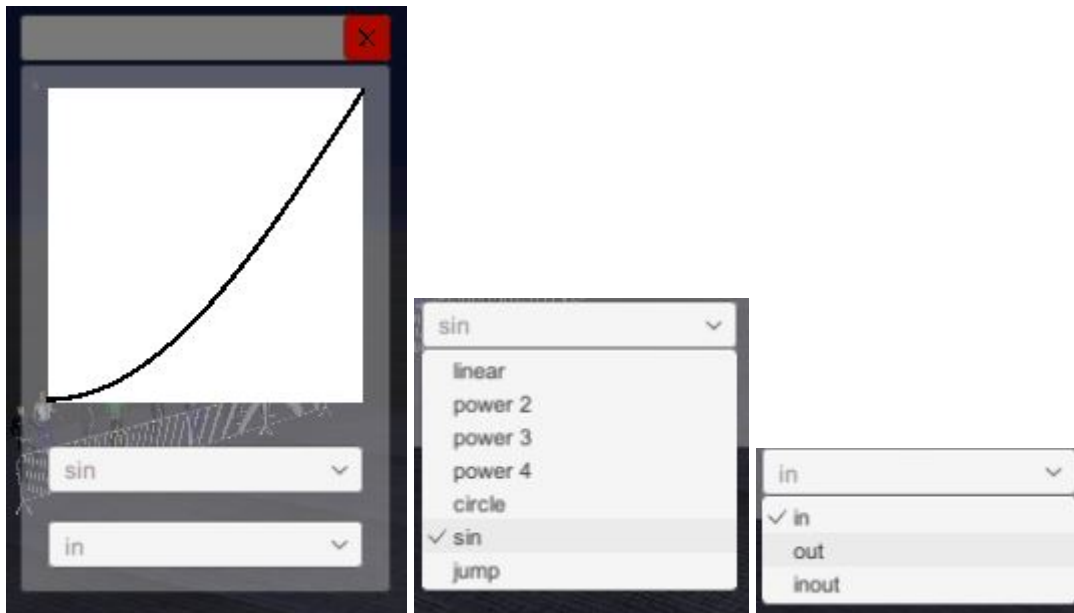 sin
in
sin
linear
power 2
power 3
power 4
circle
sin
jump
in
in
out
inout